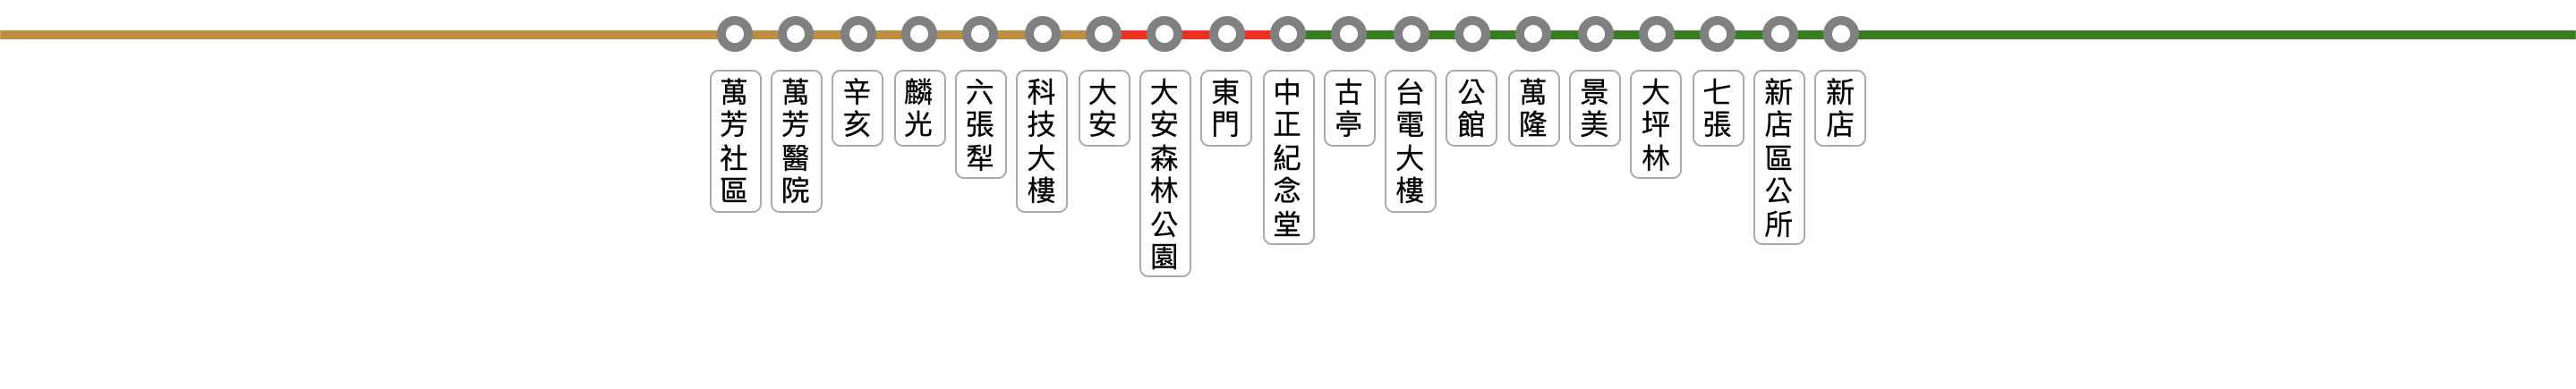 萬芳社區
萬芳醫院
辛亥
麟光
六張犁
科技大樓
大安
大安森林公園
東門
中正紀念堂
古亭
台電大樓
公館
萬隆
景美
大坪林
七張
新店區公所
新店